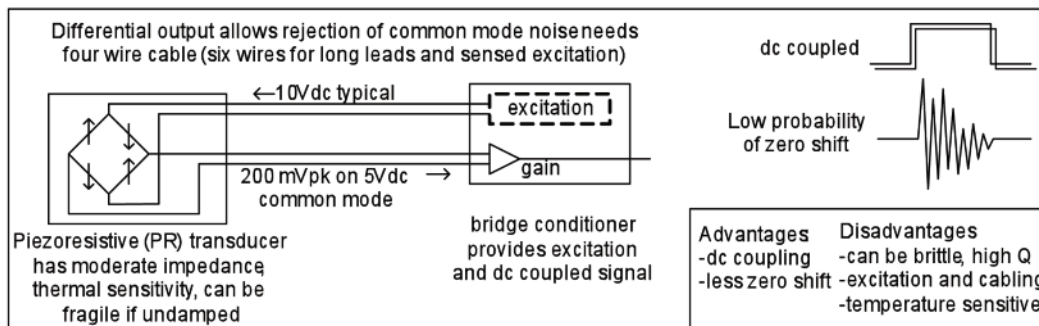 Differential output allows rejection of common mode noise needs
four wire cable (six wires for long leads and sensed excitation)
←10Vdc typical
excitation
gain
200 mVpk on 5Vdc →
common mode
Piezoresistive (PR) transducer
has moderate impedance,
thermal sensitivity, can be
fragile if undamped
bridge conditioner
provides excitation
and dc coupled signal
dc coupled
Low probability
of zero shift
Advantages:
-dc coupling
-less zero shift
Disadvantages
-can be brittle, high Q
-excitation and cabling
-temperature sensitive